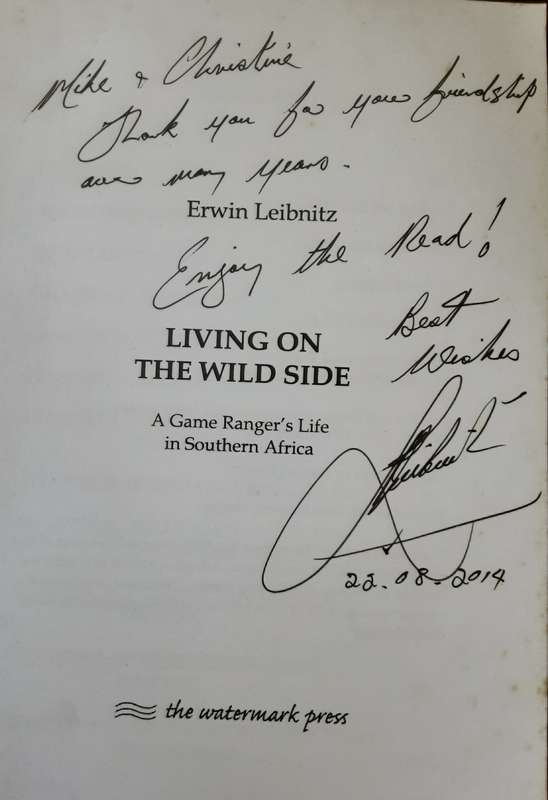 Mike & Christine
Thank you for your friendship
over many years.
Erwin Leibnitz
Enjoy the Read!
LIVING ON
THE WILD SIDE
Best
Wishes
A Game Ranger's Life
in Southern Africa
22.08.2014
the watermark press